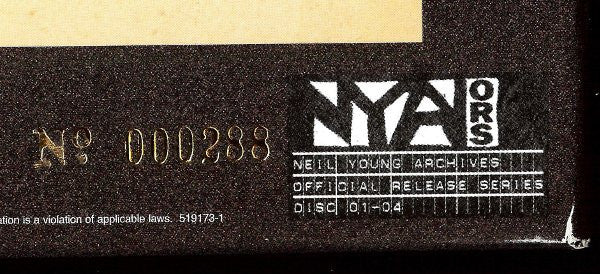 Nº 000288
NYA
ORS
NEIL YOUNG ARCHIVES
OFFICIAL RELEASE SERIES
DISC 01-04
ation is a violation of applicable laws. 519173-1